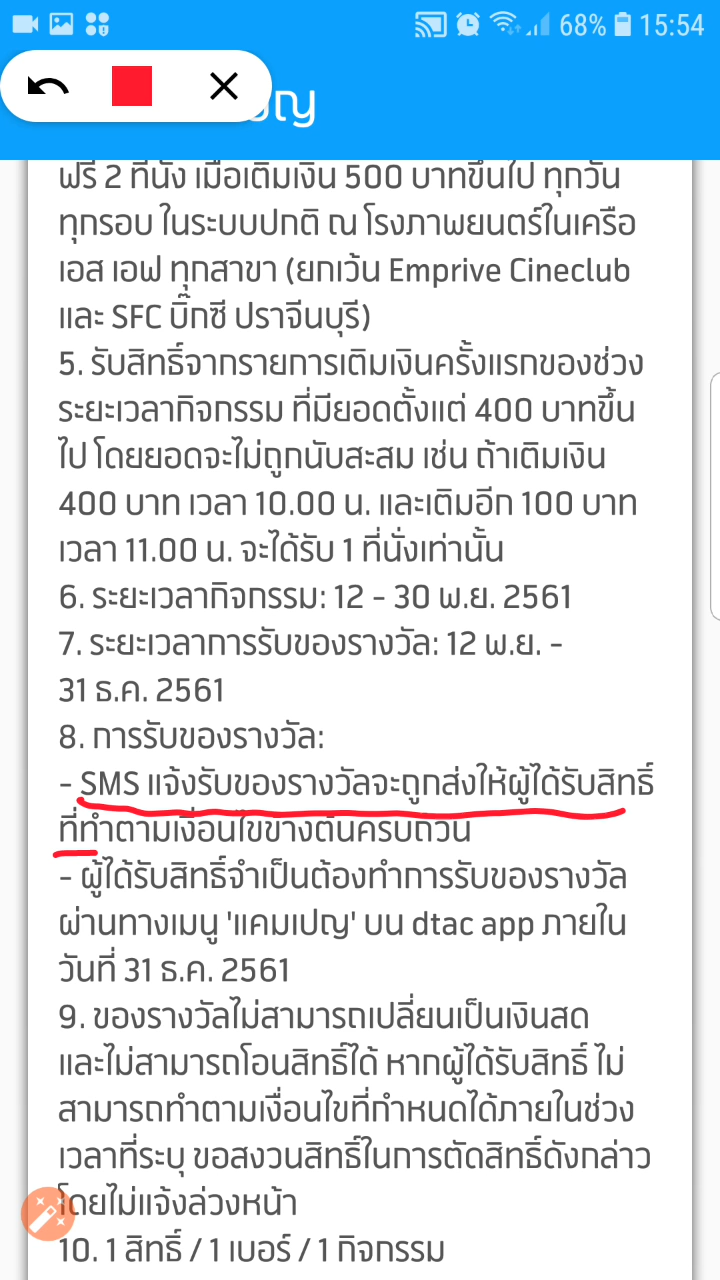 68% 15:54
ฟรี 2 ที่นั่ง เมื่อเติมเงิน 500 บาทขึ้นไป ทุกวัน
ทุกรอบ ในระบบปกติ ณ โรงภาพยนตร์ในเครือ
เอส เอฟ ทุกสาขา (ยกเว้น Emprive Cineclub
และ SFC บิ๊กซี ปราจีนบุรี)
5. รับสิทธิ์จากรายการเติมเงินครั้งแรกของช่วง
ระยะเวลากิจกรรม ที่มียอดตั้งแต่ 400 บาทขึ้น
ไป โดยยอดจะไม่ถูกนับสะสม เช่น ถ้าเติมเงิน
400 บาท เวลา 10.00 น. และเติมอีก 100 บาท
เวลา 11.00 น. จะได้รับ 1 ที่นั่งเท่านั้น
6. ระยะเวลากิจกรรม: 12 - 30 พ.ย. 2561
7. ระยะเวลาการรับของรางวัล: 12 พ.ย. -
31 ธ.ค. 2561
8. การรับของรางวัล:
- SMS แจ้งรับของรางวัลจะถูกส่งให้ผู้ได้รับสิทธิ์
ที่ทำตามเงื่อนไขข้างต้นครบถ้วน
- ผู้ได้รับสิทธิ์จำเป็นต้องทำการรับของรางวัล
ผ่านทางเมนู 'แคมเปญ' บน dtac app ภายใน
วันที่ 31 ธ.ค. 2561
9. ของรางวัลไม่สามารถเปลี่ยนเป็นเงินสด
และไม่สามารถโอนสิทธิ์ได้ หากผู้ได้รับสิทธิ์ ไม่
สามารถทำตามเงื่อนไขที่กำหนดได้ภายในช่วง
เวลาที่ระบุ ขอสงวนสิทธิ์ในการตัดสิทธิ์ดังกล่าว
โดยไม่แจ้งล่วงหน้า
10. 1 สิทธิ์ / 1 เบอร์ / 1 กิจกรรม